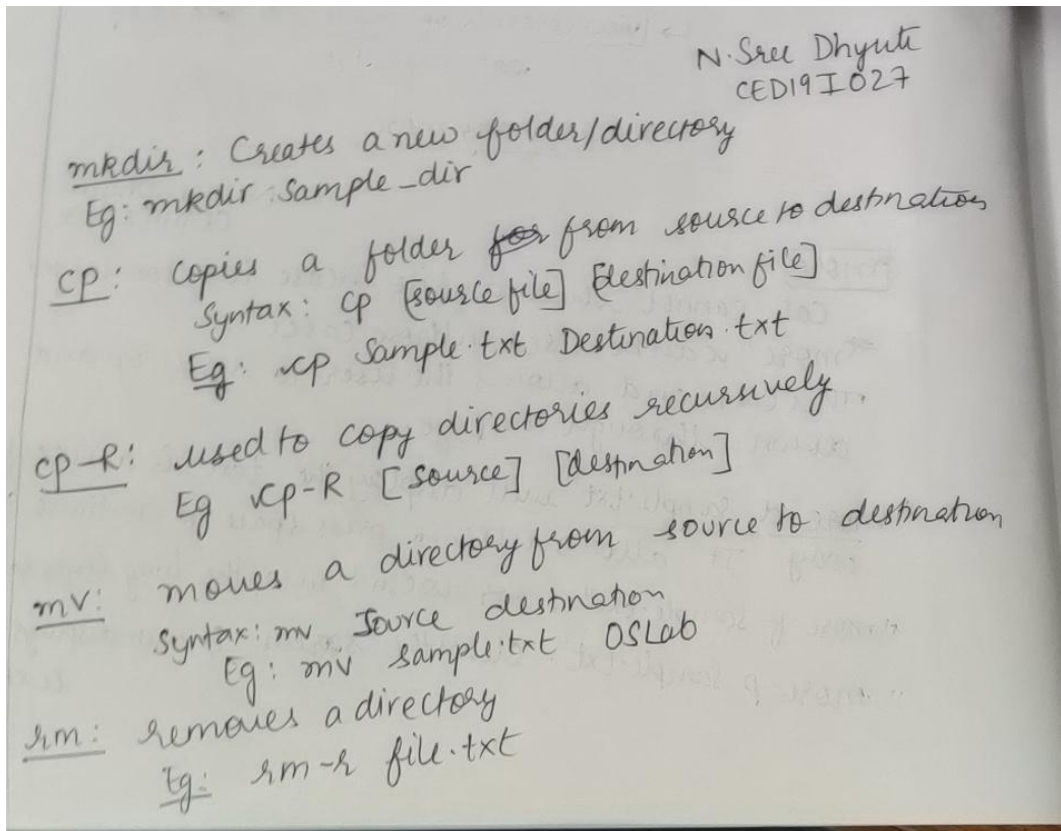 N. Sree Dhyuti
CED19I027
mkdir : Creates a new folder/directory
Eg: mkdir sample_dir
cp: copies a folder from source to destination
Syntax: cp [source file] [destination file]
Eg: cp Sample.txt Destination.txt
cp -R: used to copy directories recursively
Eg cp-R [source] [destination]
mv: moves a directory from source to destination
Syntax: mv Source destination
Eg: mv sample.txt OSLab
rm: removes a directory
Eg: rm-r file.txt